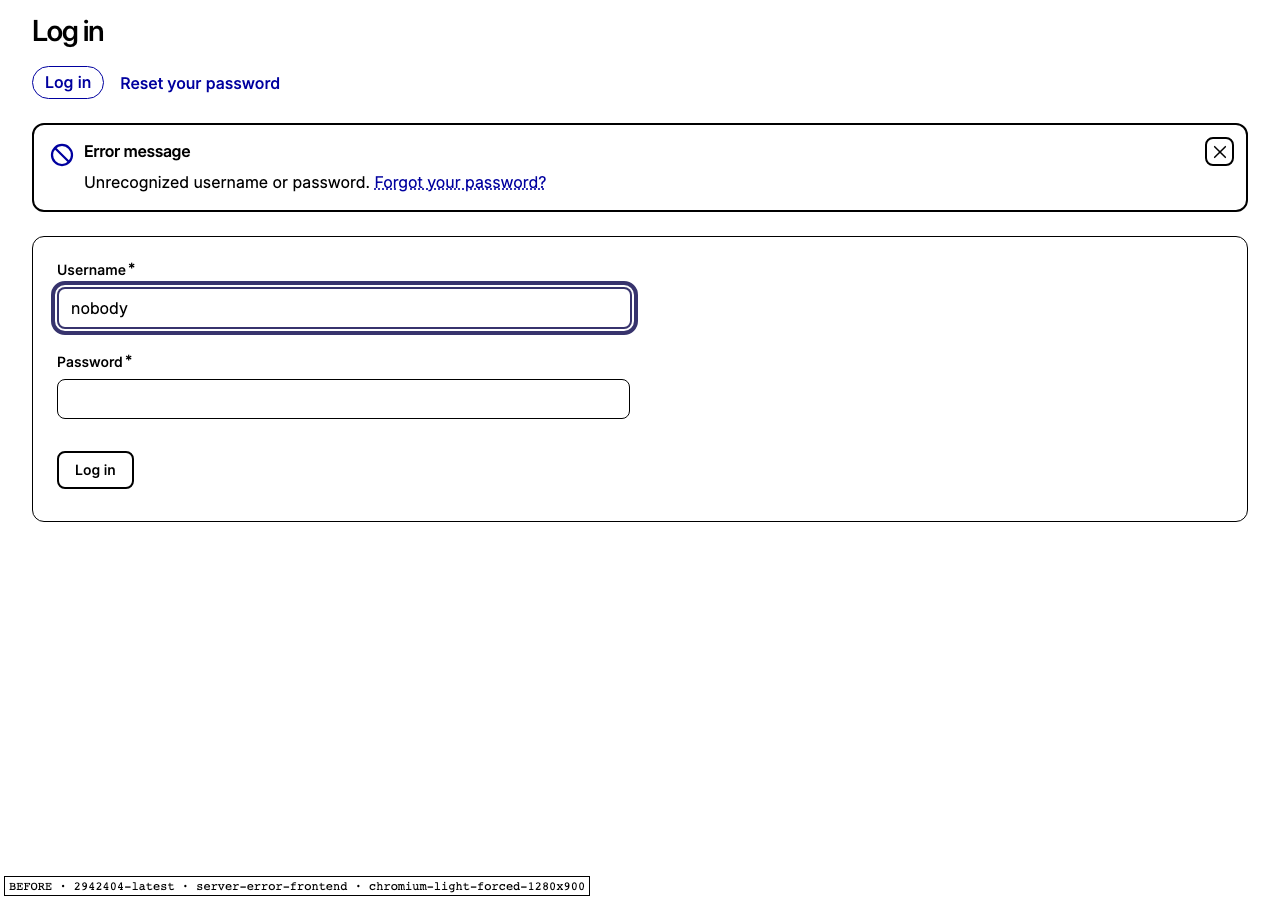 Log in
Log in Reset your password
Error message
Unrecognized username or password. Forgot your password?
Username*
nobody
Password*
Log in
BEFORE · 2942404-latest · server-error-frontend · chromium-light-forced-1280x900